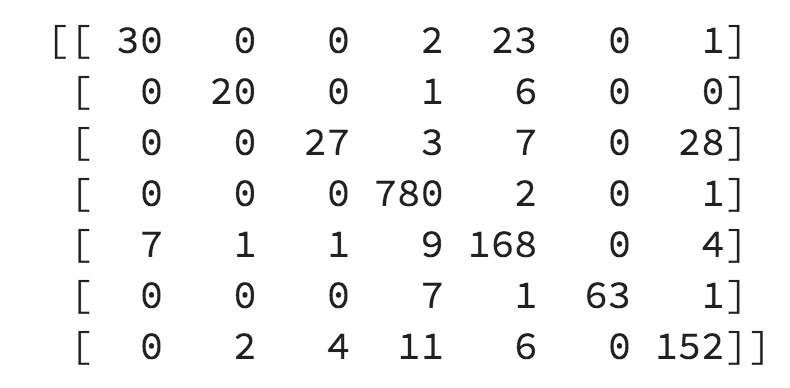 [[ 30   0   0   2  23   0   1]
 [  0  20   0   1   6   0   0]
 [  0   0  27   3   7   0  28]
 [  0   0   0 780   2   0   1]
 [  7   1   1   9 168   0   4]
 [  0   0   0   7   1  63   1]
 [  0   2   4  11   6   0 152]]